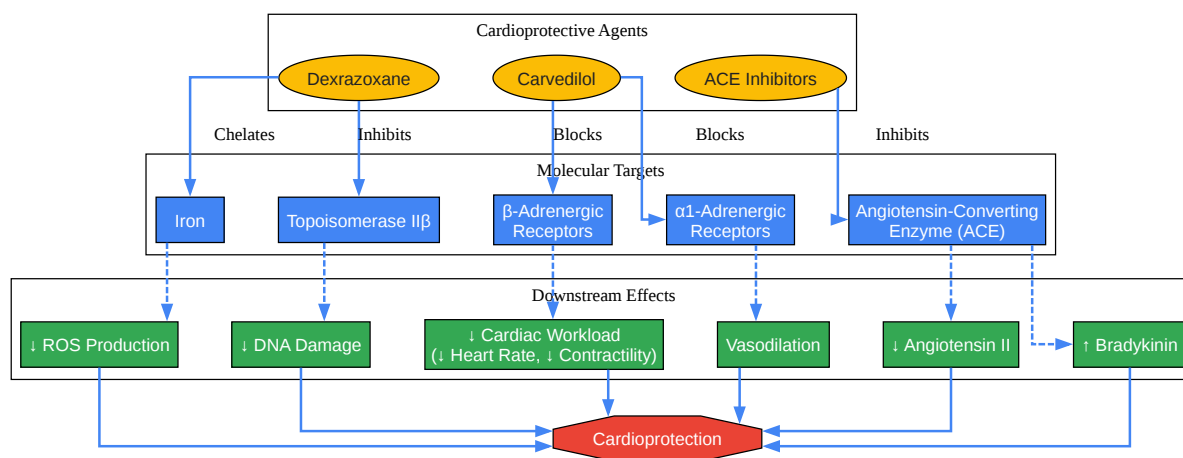 Cardioprotective Agents
Dexrazoxane
Carvedilol
ACE Inhibitors
Chelates
Inhibits
Blocks
Blocks
Inhibits
Molecular Targets
Iron
Topoisomerase IIβ
β-Adrenergic
Receptors
α1-Adrenergic
Receptors
Angiotensin-Converting
Enzyme (ACE)
Downstream Effects
↓ ROS Production
↓ DNA Damage
↓ Cardiac Workload
(↓ Heart Rate, ↓ Contractility)
Vasodilation
↓ Angiotensin II
↑ Bradykinin
Cardioprotection